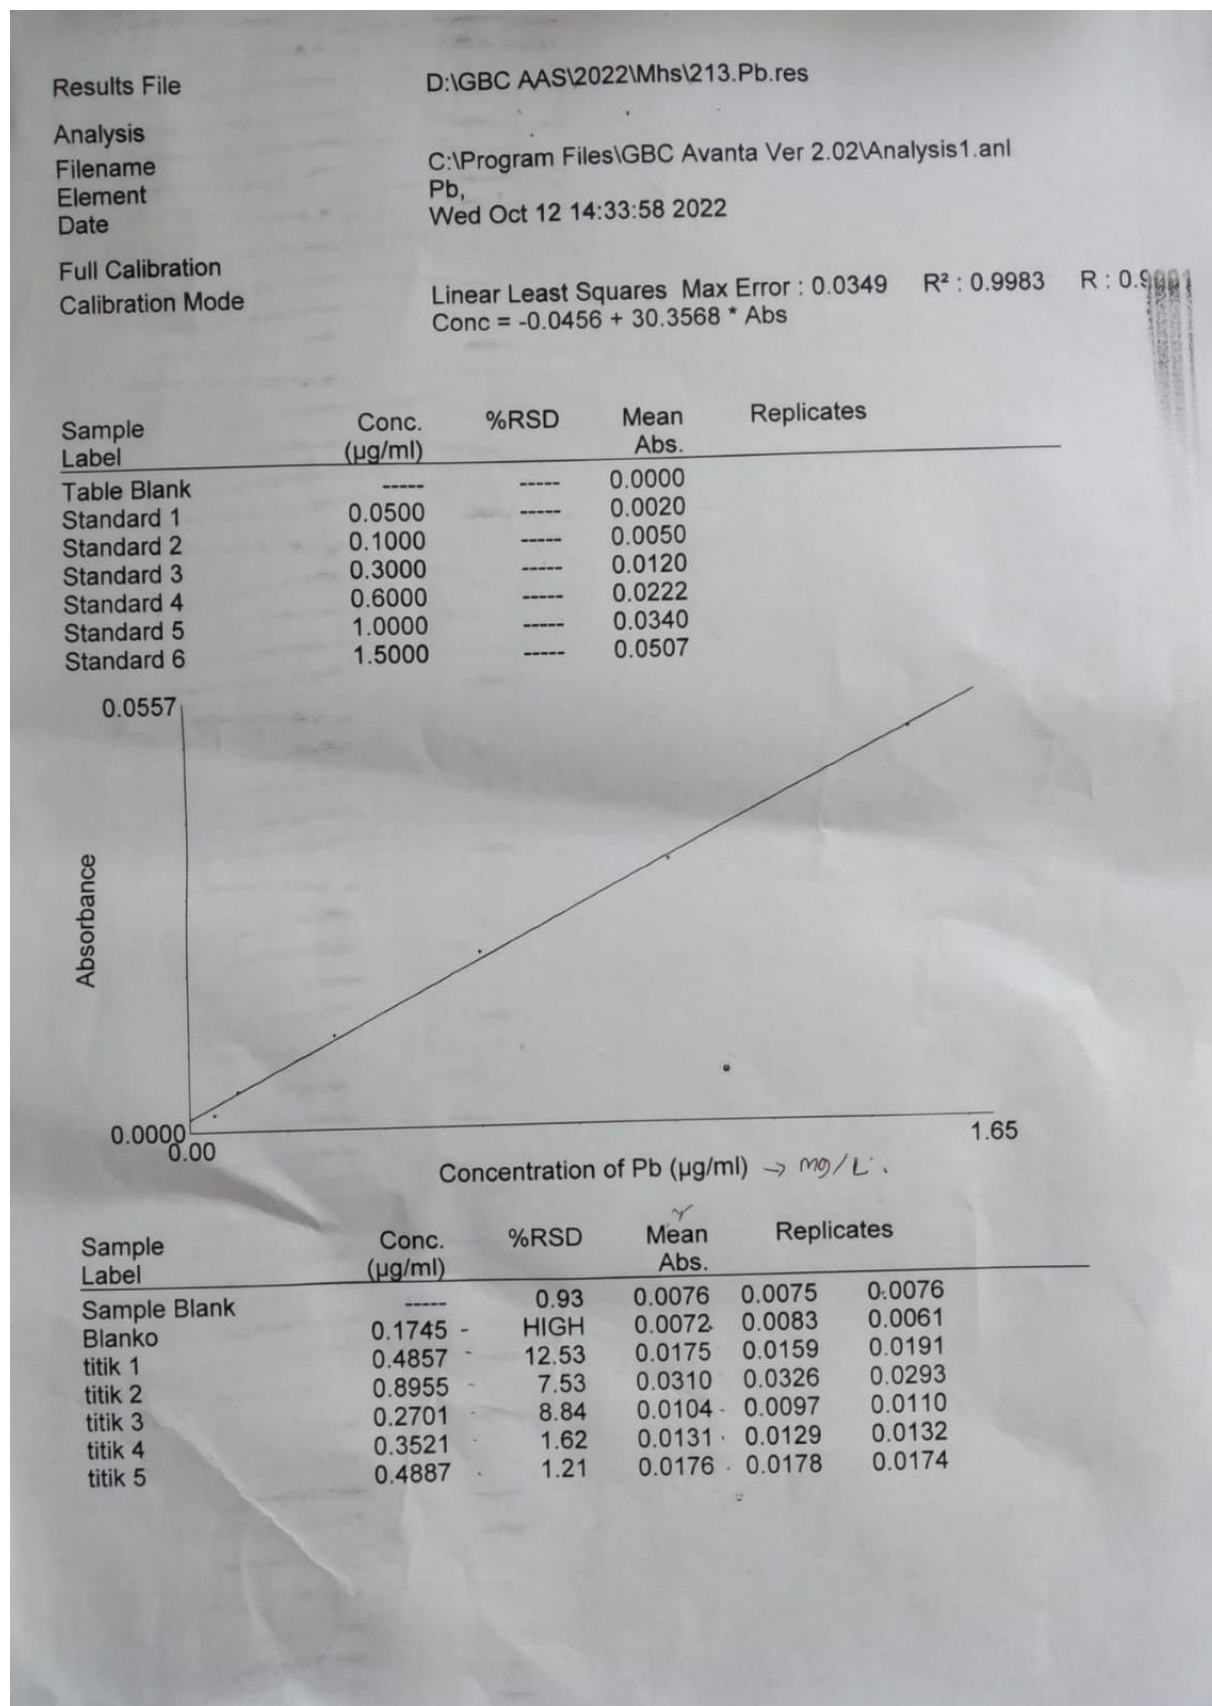 Results File D:\GBC AAS\2022\Mhs\213.Pb.res
Analysis
Filename C:\Program Files\GBC Avanta Ver 2.02\Analysis1.anl
Element Pb,
Date Wed Oct 12 14:33:58 2022
Full Calibration
Calibration Mode Linear Least Squares Max Error : 0.0349 R² : 0.9983 R :
Conc = -0.0456 + 30.3568 * Abs
Sample Conc. %RSD Mean Replicates
Label (µg/ml) Abs.
Table Blank ----- ----- 0.0000
Standard 1 0.0500 ----- 0.0020
Standard 2 0.1000 ----- 0.0050
Standard 3 0.3000 ----- 0.0120
Standard 4 0.6000 ----- 0.0222
Standard 5 1.0000 ----- 0.0340
Standard 6 1.5000 ----- 0.0507
0.0557
Absorbance
0.0000
0.00 1.65
Concentration of Pb (µg/ml) → mg/L.
Sample Conc. %RSD Mean Replicates
Label (µg/ml) Abs.
Sample Blank ----- 0.93 0.0076 0.0075 0.0076
Blanko 0.1745 - HIGH 0.0072 0.0083 0.0061
titik 1 0.4857 - 12.53 0.0175 0.0159 0.0191
titik 2 0.8955 - 7.53 0.0310 0.0326 0.0293
titik 3 0.2701 - 8.84 0.0104 0.0097 0.0110
titik 4 0.3521 - 1.62 0.0131 0.0129 0.0132
titik 5 0.4887 1.21 0.0176 0.0178 0.0174